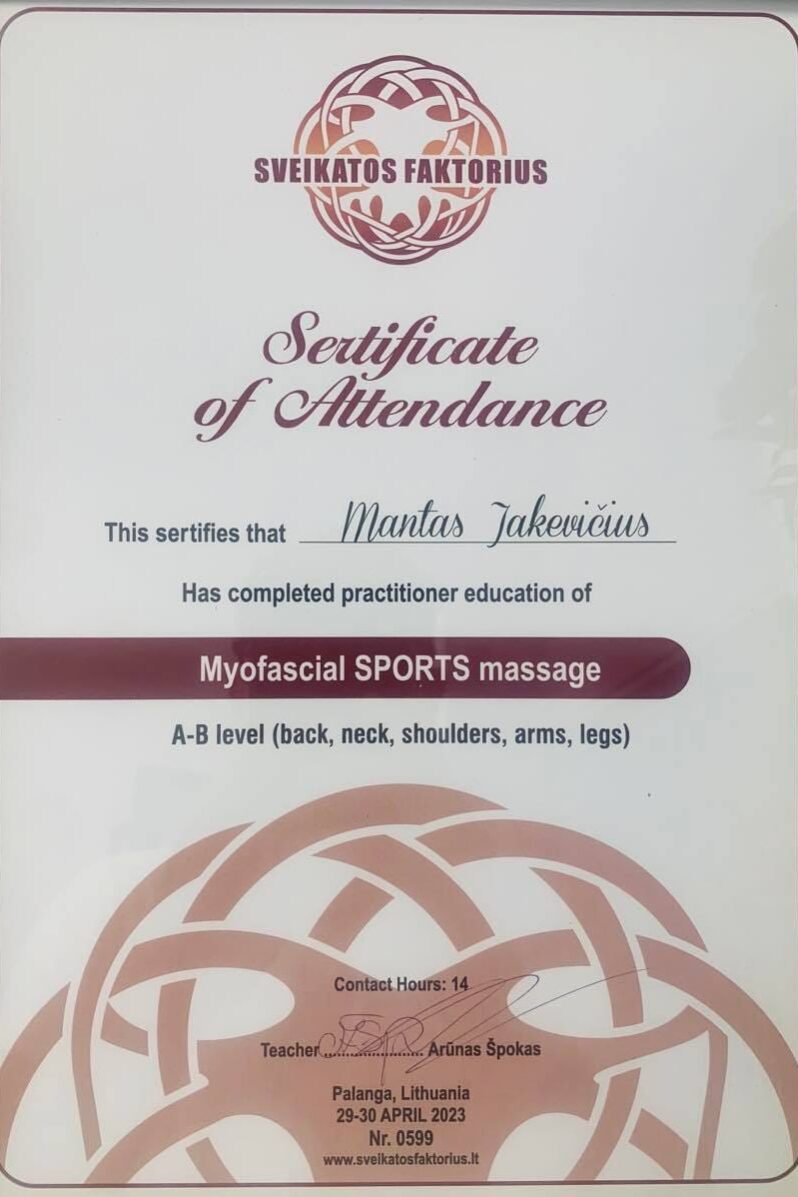 SVEIKATOS FAKTORIUS
Sertificate
of Attendance
This sertifies that Mantas Jakevičius
Has completed practitioner education of
Myofascial SPORTS massage
A-B level (back, neck, shoulders, arms, legs)
Contact Hours: 14
Teacher........................ Arūnas Špokas
Palanga, Lithuania
29-30 APRIL 2023
Nr. 0599
www.sveikatosfaktorius.lt